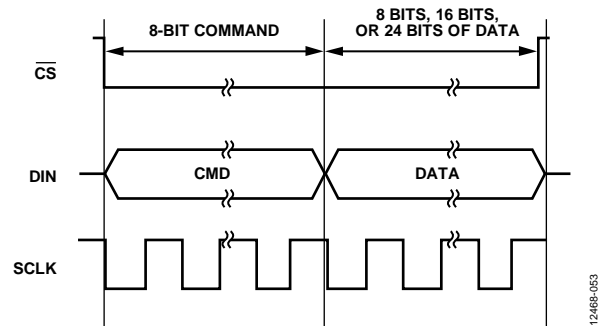 8-BIT COMMAND
8 BITS, 16 BITS,
OR 24 BITS OF DATA
CS
DIN
CMD
DATA
SCLK
12468-053